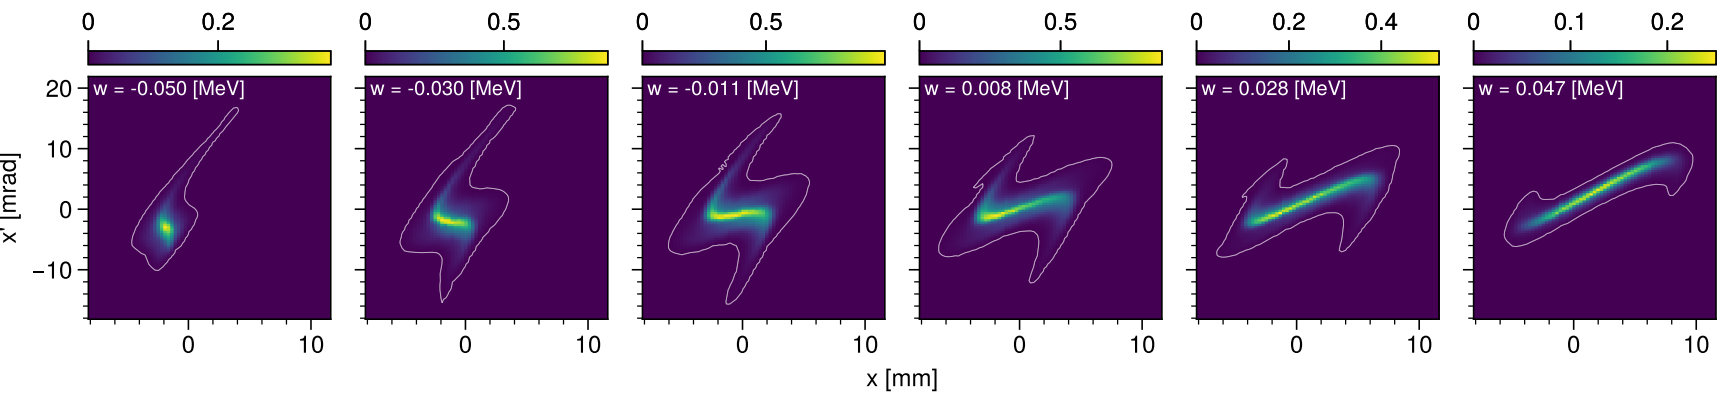 0 0.2 0 0.5 0 0.5 0 0.5 0 0.2 0.4 0 0.1 0.2
w = -0.050 [MeV] w = -0.030 [MeV] w = -0.011 [MeV] w = 0.008 [MeV] w = 0.028 [MeV] w = 0.047 [MeV]
20
10
0
−10
x' [mrad]
0 10 0 10 0 10 0 10 0 10 0 10
x [mm]